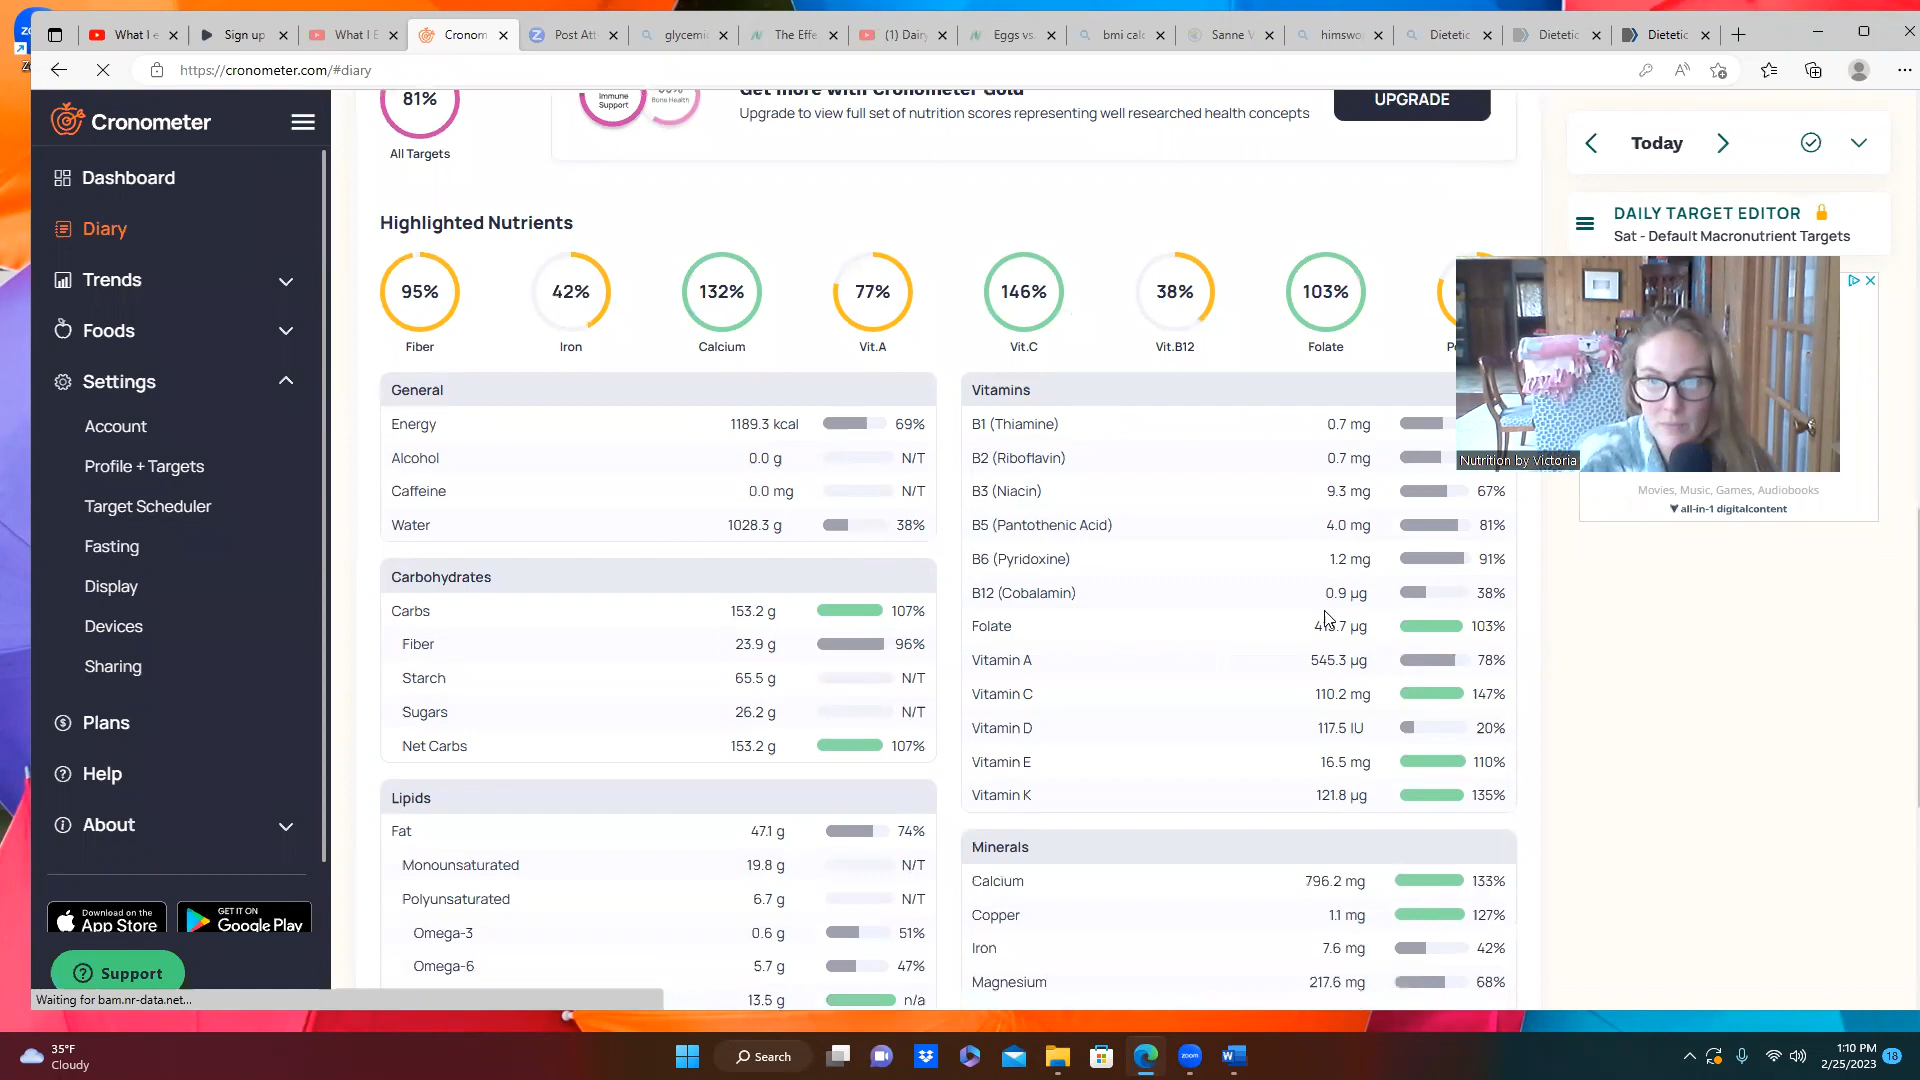 What I e
Sign up
What I E
Cronom
Post Att
glycemi
The Effe
(1) Dairy
Eggs vs.
bmi calc
Sanne V
himswo
Dietetic
Dietetic
Dietetic
https://cronometer.com/#diary
Cronometer
Dashboard
Diary
Trends
Foods
Settings
Account
Profile + Targets
Target Scheduler
Fasting
Display
Devices
Sharing
Plans
Help
About
Download on the
App Store
GET IT ON
Google Play
Support
Waiting for bam.nr-data.net...
81%
All Targets
Immune
Support
Bone Health
Get more with Cronometer Gold
Upgrade to view full set of nutrition scores representing well researched health concepts
UPGRADE
Highlighted Nutrients
95%
42%
132%
77%
146%
38%
103%
Fiber
Iron
Calcium
Vit.A
Vit.C
Vit.B12
Folate
General
Energy 1189.3 kcal 69%
Alcohol 0.0 g N/T
Caffeine 0.0 mg N/T
Water 1028.3 g 38%
Carbohydrates
Carbs 153.2 g 107%
Fiber 23.9 g 96%
Starch 65.5 g N/T
Sugars 26.2 g N/T
Net Carbs 153.2 g 107%
Lipids
Fat 47.1 g 74%
Monounsaturated 19.8 g N/T
Polyunsaturated 6.7 g N/T
Omega-3 0.6 g 51%
Omega-6 5.7 g 47%
13.5 g n/a
Vitamins
B1 (Thiamine) 0.7 mg
B2 (Riboflavin) 0.7 mg
B3 (Niacin) 9.3 mg 67%
B5 (Pantothenic Acid) 4.0 mg 81%
B6 (Pyridoxine) 1.2 mg 91%
B12 (Cobalamin) 0.9 µg 38%
Folate µg 103%
Vitamin A 545.3 µg 78%
Vitamin C 110.2 mg 147%
Vitamin D 117.5 IU 20%
Vitamin E 16.5 mg 110%
Vitamin K 121.8 µg 135%
Minerals
Calcium 796.2 mg 133%
Copper 1.1 mg 127%
Iron 7.6 mg 42%
Magnesium 217.6 mg 68%
Today
DAILY TARGET EDITOR
Sat - Default Macronutrient Targets
Nutrition by Victoria
Movies, Music, Games, Audiobooks
all-in-1 digitalcontent
35°F
Cloudy
Search
zoom
1:10 PM
2/25/2023
18